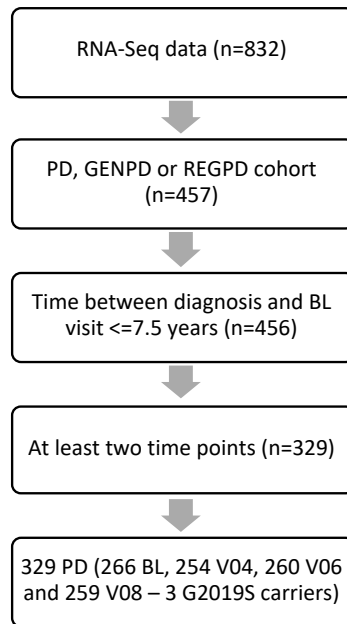 RNA-Seq data (n=832)
PD, GENPD or REGPD cohort
(n=457)
Time between diagnosis and BL
visit <=7.5 years (n=456)
At least two time points (n=329)
329 PD (266 BL, 254 V04, 260 V06
and 259 V08 – 3 G2019S carriers)